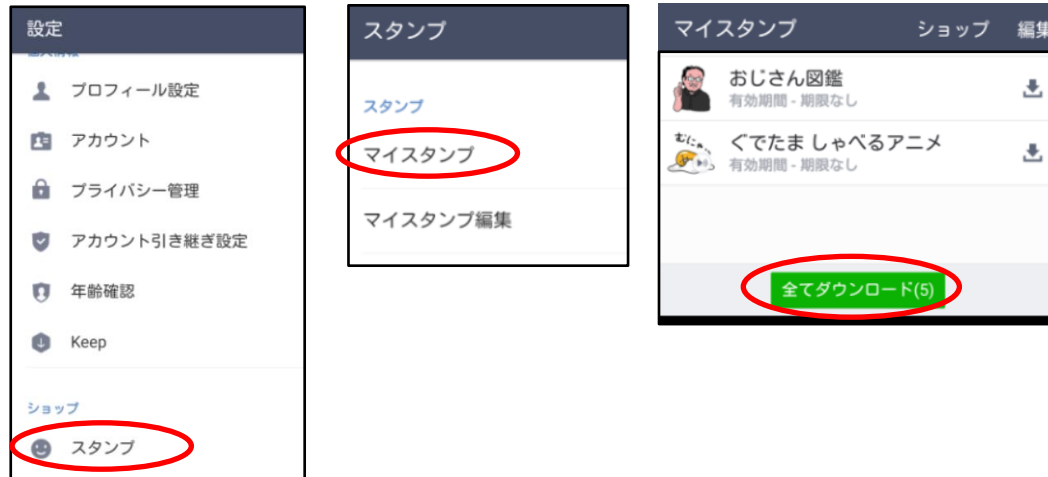 設定
プロフィール設定
アカウント
プライバシー管理
アカウント引き継ぎ設定
年齢確認
Keep
ショップ
スタンプ
スタンプ
スタンプ
マイスタンプ
マイスタンプ編集
マイスタンプ ショップ 編集
おじさん図鑑
有効期間 - 期限なし
むにゃ
ぐでたま しゃべるアニメ
有効期間 - 期限なし
全てダウンロード(5)